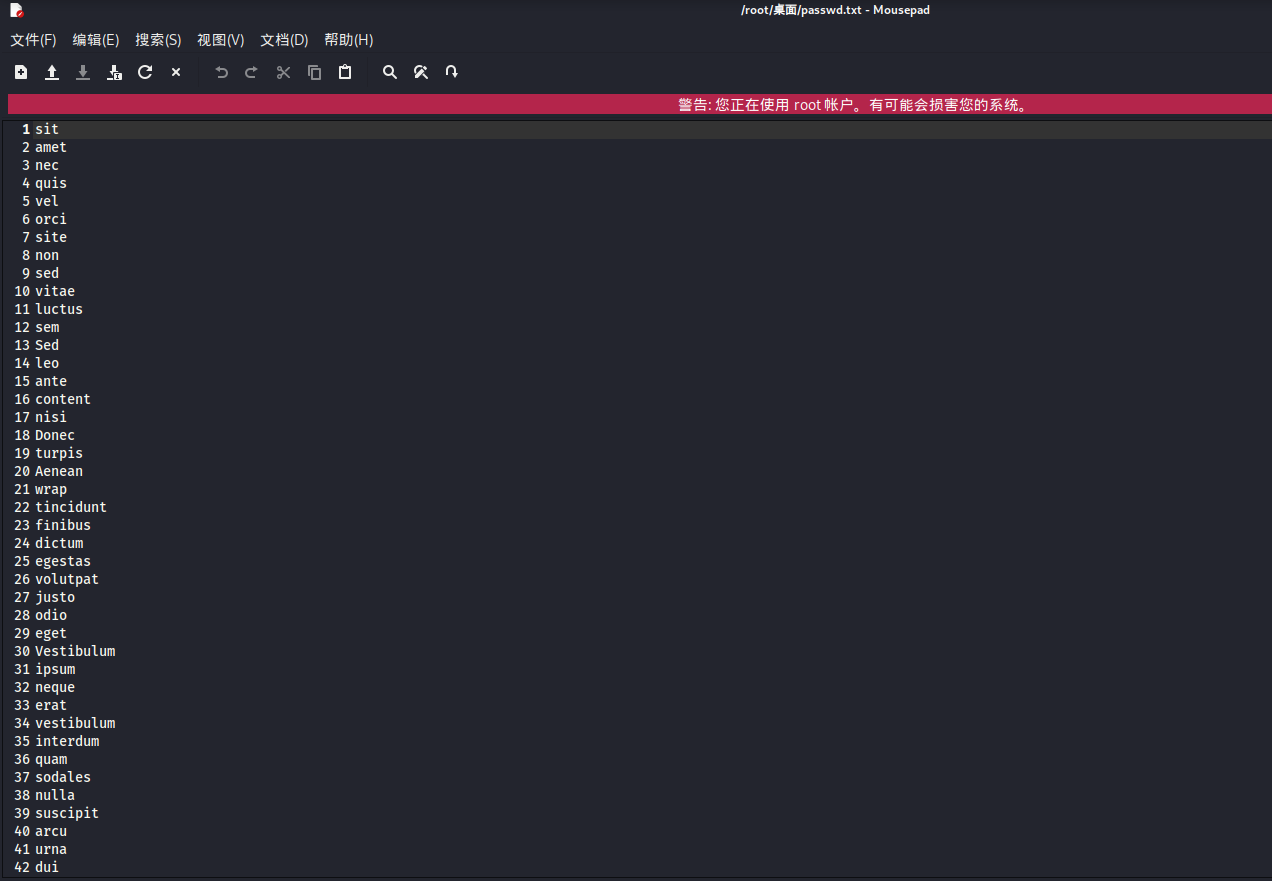 /root/桌面/passwd.txt - Mousepad
文件(F) 编辑(E) 搜索(S) 视图(V) 文档(D) 帮助(H)
警告: 您正在使用 root 帐户。有可能会损害您的系统。
1 sit
2 amet
3 nec
4 quis
5 vel
6 orci
7 site
8 non
9 sed
10 vitae
11 luctus
12 sem
13 Sed
14 leo
15 ante
16 content
17 nisi
18 Donec
19 turpis
20 Aenean
21 wrap
22 tincidunt
23 finibus
24 dictum
25 egestas
26 volutpat
27 justo
28 odio
29 eget
30 Vestibulum
31 ipsum
32 neque
33 erat
34 vestibulum
35 interdum
36 quam
37 sodales
38 nulla
39 suscipit
40 arcu
41 urna
42 dui